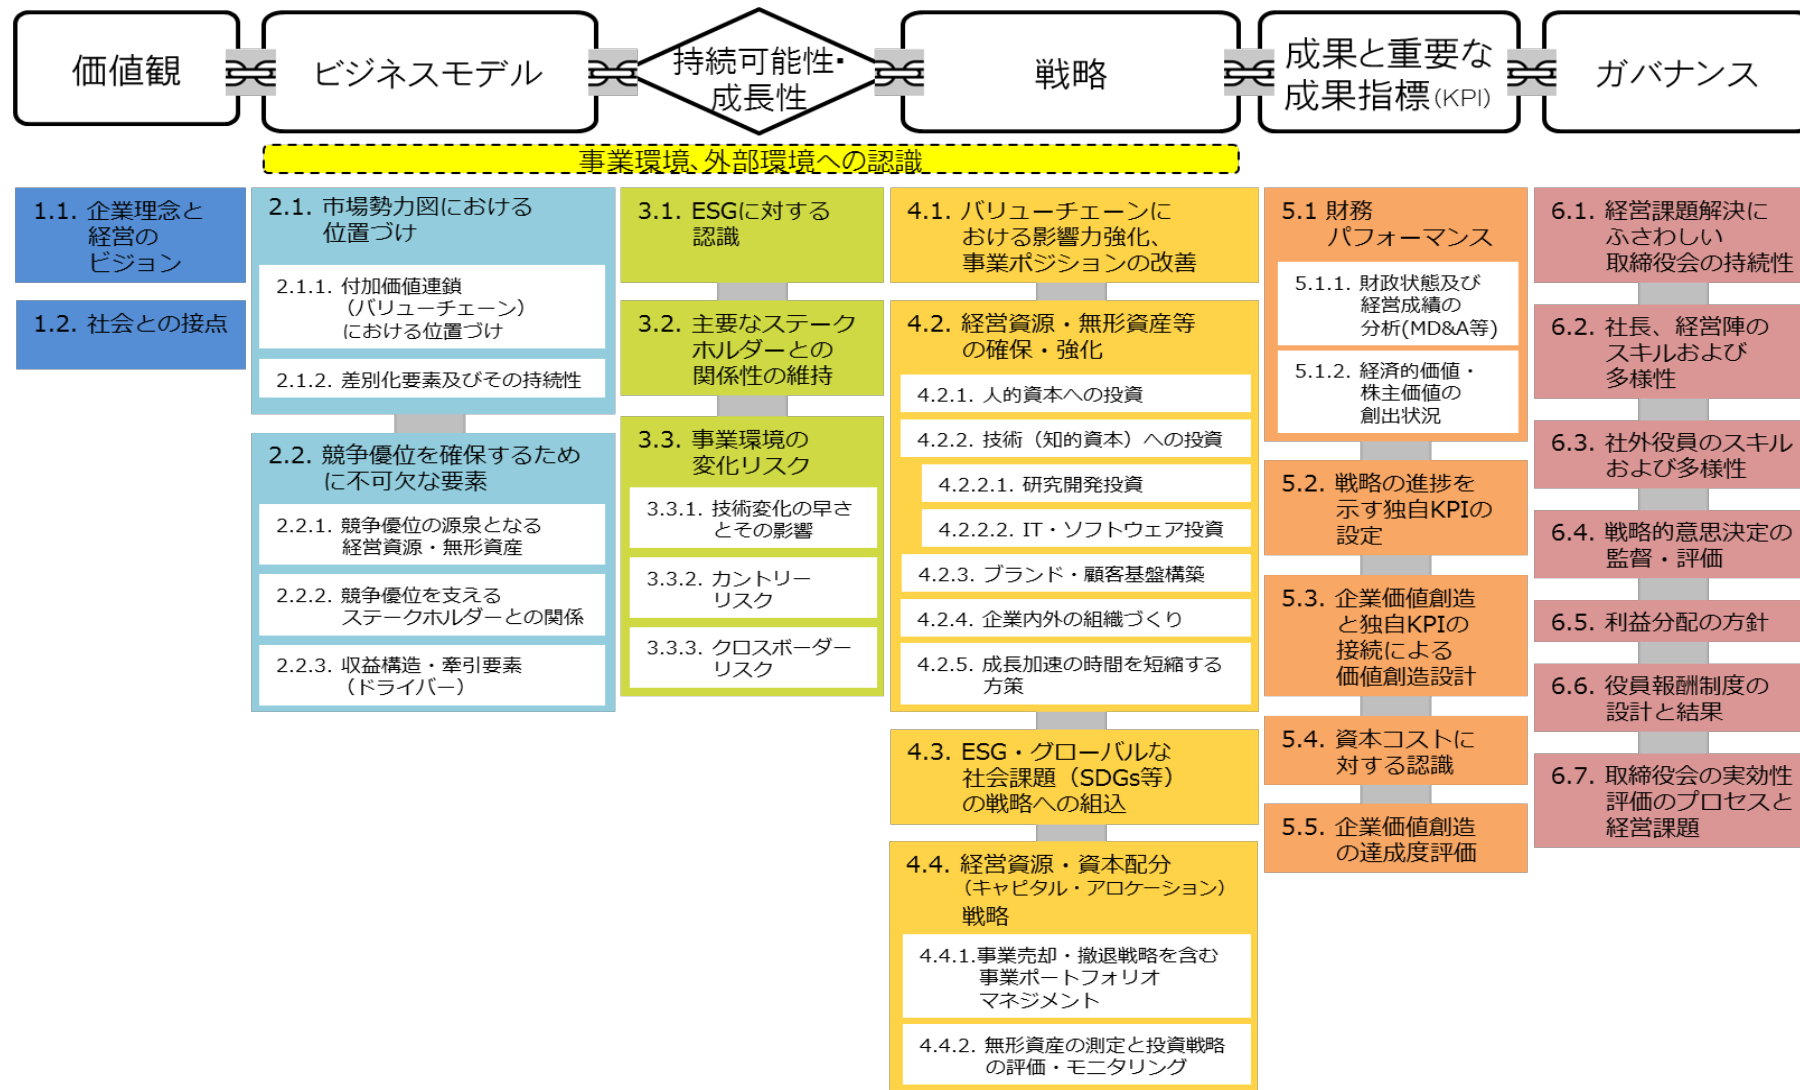 価値観
ビジネスモデル
持続可能性・
成長性
戦略
成果と重要な
成果指標(KPI)
ガバナンス
事業環境、外部環境への認識
1.1. 企業理念と
経営の
ビジョン
1.2. 社会との接点
2.1. 市場勢力図における
位置づけ
2.1.1. 付加価値連鎖
（バリューチェーン）
における位置づけ
2.1.2. 差別化要素及びその持続性
2.2. 競争優位を確保するため
に不可欠な要素
2.2.1. 競争優位の源泉となる
経営資源・無形資産
2.2.2. 競争優位を支える
ステークホルダーとの関係
2.2.3. 収益構造・牽引要素
（ドライバー）
3.1. ESGに対する
認識
3.2. 主要なステーク
ホルダーとの
関係性の維持
3.3. 事業環境の
変化リスク
3.3.1. 技術変化の早さ
とその影響
3.3.2. カントリー
リスク
3.3.3. クロスボーダー
リスク
4.1. バリューチェーンに
おける影響力強化、
事業ポジションの改善
4.2. 経営資源・無形資産等
の確保・強化
4.2.1. 人的資本への投資
4.2.2. 技術（知的資本）への投資
4.2.2.1. 研究開発投資
4.2.2.2. IT・ソフトウェア投資
4.2.3. ブランド・顧客基盤構築
4.2.4. 企業内外の組織づくり
4.2.5. 成長加速の時間を短縮する
方策
4.3. ESG・グローバルな
社会課題（SDGs等）
の戦略への組込
4.4. 経営資源・資本配分
（キャピタル・アロケーション）
戦略
4.4.1.事業売却・撤退戦略を含む
事業ポートフォリオ
マネジメント
4.4.2. 無形資産の測定と投資戦略
の評価・モニタリング
5.1 財務
パフォーマンス
5.1.1. 財政状態及び
経営成績の
分析(MD&A等)
5.1.2. 経済的価値・
株主価値の
創出状況
5.2. 戦略の進捗を
示す独自KPIの
設定
5.3. 企業価値創造
と独自KPIの
接続による
価値創造設計
5.4. 資本コストに
対する認識
5.5. 企業価値創造
の達成度評価
6.1. 経営課題解決に
ふさわしい
取締役会の持続性
6.2. 社長、経営陣の
スキルおよび
多様性
6.3. 社外役員のスキル
および多様性
6.4. 戦略的意思決定の
監督・評価
6.5. 利益分配の方針
6.6. 役員報酬制度の
設計と結果
6.7. 取締役会の実効性
評価のプロセスと
経営課題